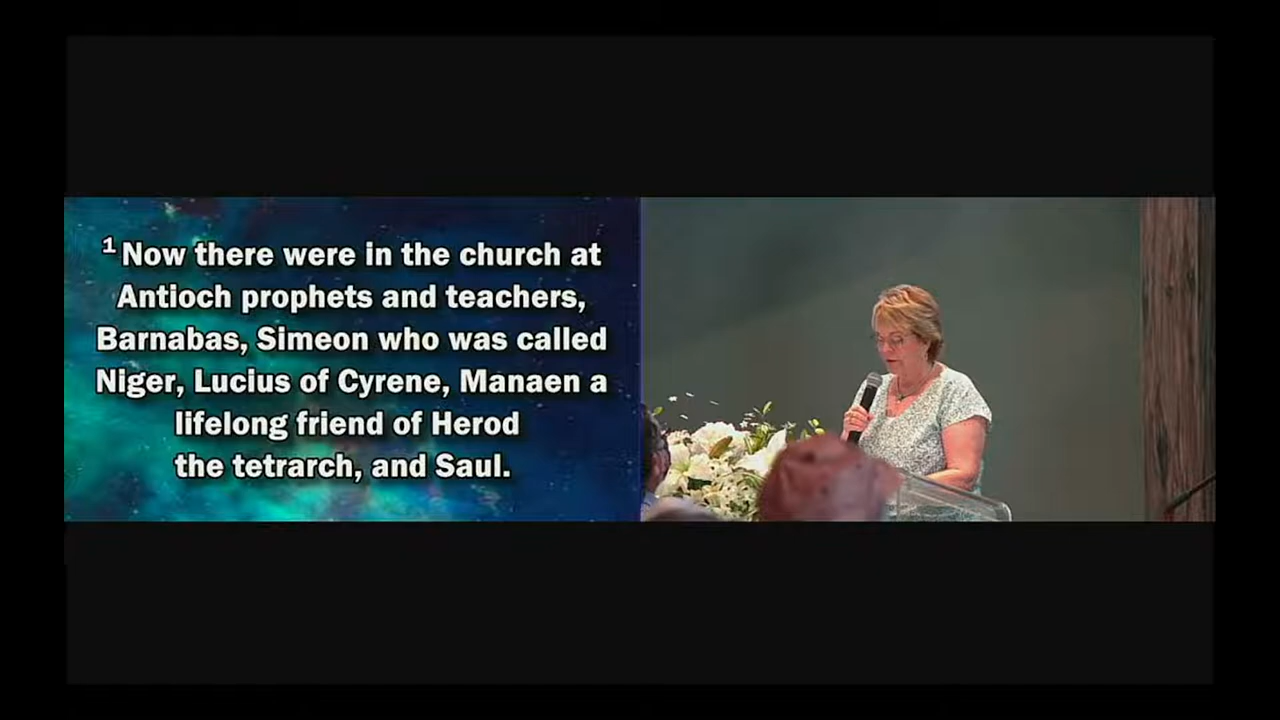 1 Now there were in the church at
Antioch prophets and teachers,
Barnabas, Simeon who was called
Niger, Lucius of Cyrene, Manaen a
lifelong friend of Herod
the tetrarch, and Saul.